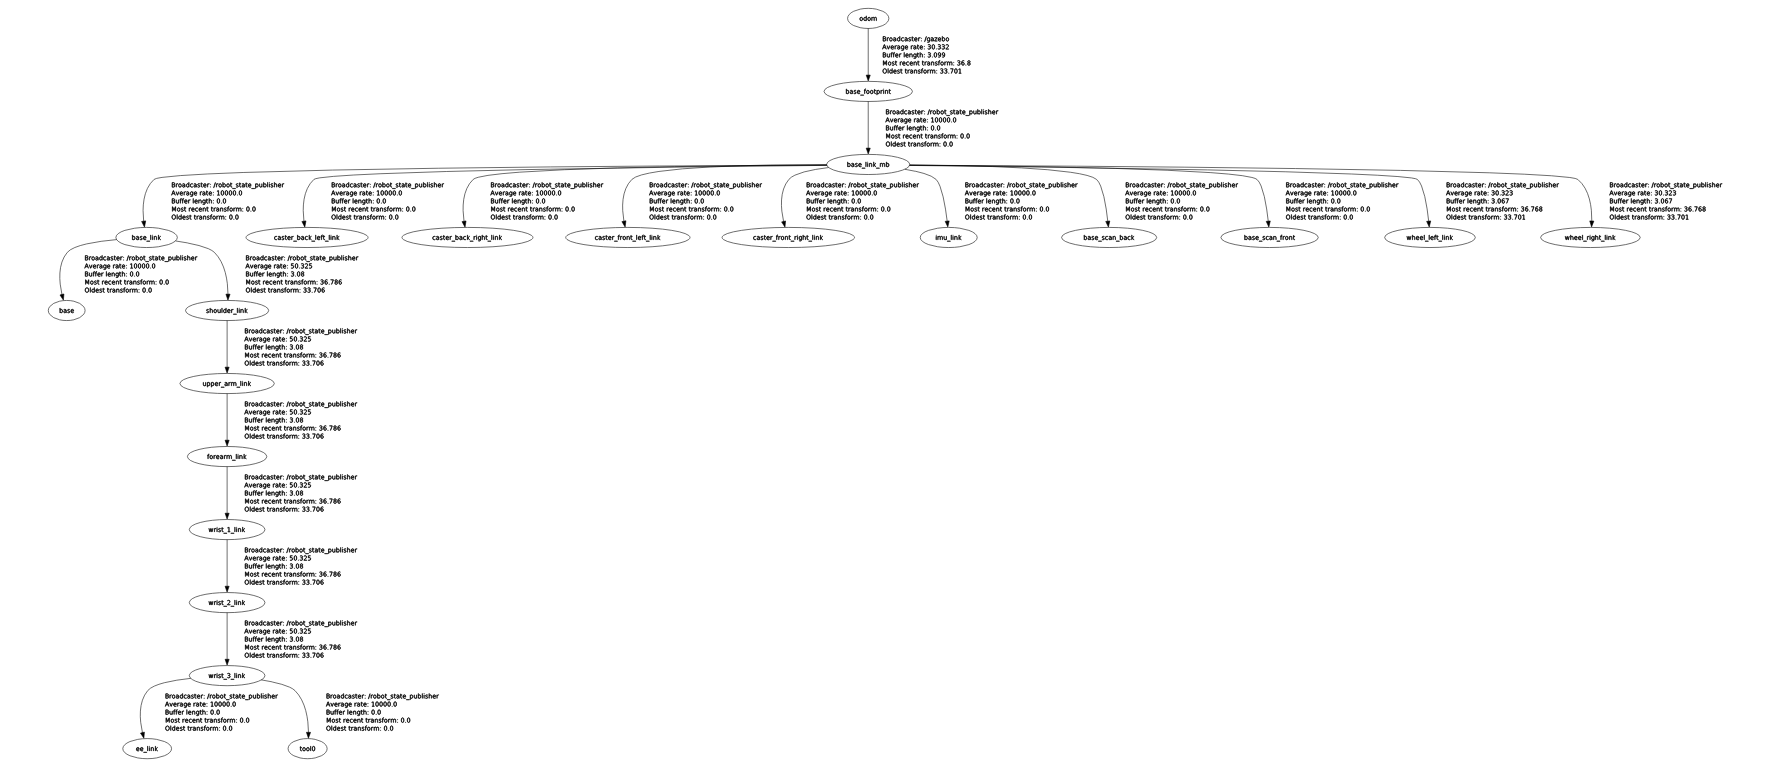 odom
Broadcaster: /gazebo
Average rate: 30.332
Buffer length: 3.099
Most recent transform: 36.8
Oldest transform: 33.701
base_footprint
Broadcaster: /robot_state_publisher
Average rate: 10000.0
Buffer length: 0.0
Most recent transform: 0.0
Oldest transform: 0.0
base_link_mb
Broadcaster: /robot_state_publisher
Average rate: 10000.0
Buffer length: 0.0
Most recent transform: 0.0
Oldest transform: 0.0
Broadcaster: /robot_state_publisher
Average rate: 10000.0
Buffer length: 0.0
Most recent transform: 0.0
Oldest transform: 0.0
Broadcaster: /robot_state_publisher
Average rate: 10000.0
Buffer length: 0.0
Most recent transform: 0.0
Oldest transform: 0.0
Broadcaster: /robot_state_publisher
Average rate: 10000.0
Buffer length: 0.0
Most recent transform: 0.0
Oldest transform: 0.0
Broadcaster: /robot_state_publisher
Average rate: 10000.0
Buffer length: 0.0
Most recent transform: 0.0
Oldest transform: 0.0
Broadcaster: /robot_state_publisher
Average rate: 10000.0
Buffer length: 0.0
Most recent transform: 0.0
Oldest transform: 0.0
Broadcaster: /robot_state_publisher
Average rate: 10000.0
Buffer length: 0.0
Most recent transform: 0.0
Oldest transform: 0.0
Broadcaster: /robot_state_publisher
Average rate: 10000.0
Buffer length: 0.0
Most recent transform: 0.0
Oldest transform: 0.0
Broadcaster: /robot_state_publisher
Average rate: 30.323
Buffer length: 3.067
Most recent transform: 36.768
Oldest transform: 33.701
Broadcaster: /robot_state_publisher
Average rate: 30.323
Buffer length: 3.067
Most recent transform: 36.768
Oldest transform: 33.701
base_link
caster_back_left_link
caster_back_right_link
caster_front_left_link
caster_front_right_link
imu_link
base_scan_back
base_scan_front
wheel_left_link
wheel_right_link
Broadcaster: /robot_state_publisher
Average rate: 10000.0
Buffer length: 0.0
Most recent transform: 0.0
Oldest transform: 0.0
Broadcaster: /robot_state_publisher
Average rate: 50.325
Buffer length: 3.08
Most recent transform: 36.786
Oldest transform: 33.706
base
shoulder_link
Broadcaster: /robot_state_publisher
Average rate: 50.325
Buffer length: 3.08
Most recent transform: 36.786
Oldest transform: 33.706
upper_arm_link
Broadcaster: /robot_state_publisher
Average rate: 50.325
Buffer length: 3.08
Most recent transform: 36.786
Oldest transform: 33.706
forearm_link
Broadcaster: /robot_state_publisher
Average rate: 50.325
Buffer length: 3.08
Most recent transform: 36.786
Oldest transform: 33.706
wrist_1_link
Broadcaster: /robot_state_publisher
Average rate: 50.325
Buffer length: 3.08
Most recent transform: 36.786
Oldest transform: 33.706
wrist_2_link
Broadcaster: /robot_state_publisher
Average rate: 50.325
Buffer length: 3.08
Most recent transform: 36.786
Oldest transform: 33.706
wrist_3_link
Broadcaster: /robot_state_publisher
Average rate: 10000.0
Buffer length: 0.0
Most recent transform: 0.0
Oldest transform: 0.0
Broadcaster: /robot_state_publisher
Average rate: 10000.0
Buffer length: 0.0
Most recent transform: 0.0
Oldest transform: 0.0
ee_link
tool0